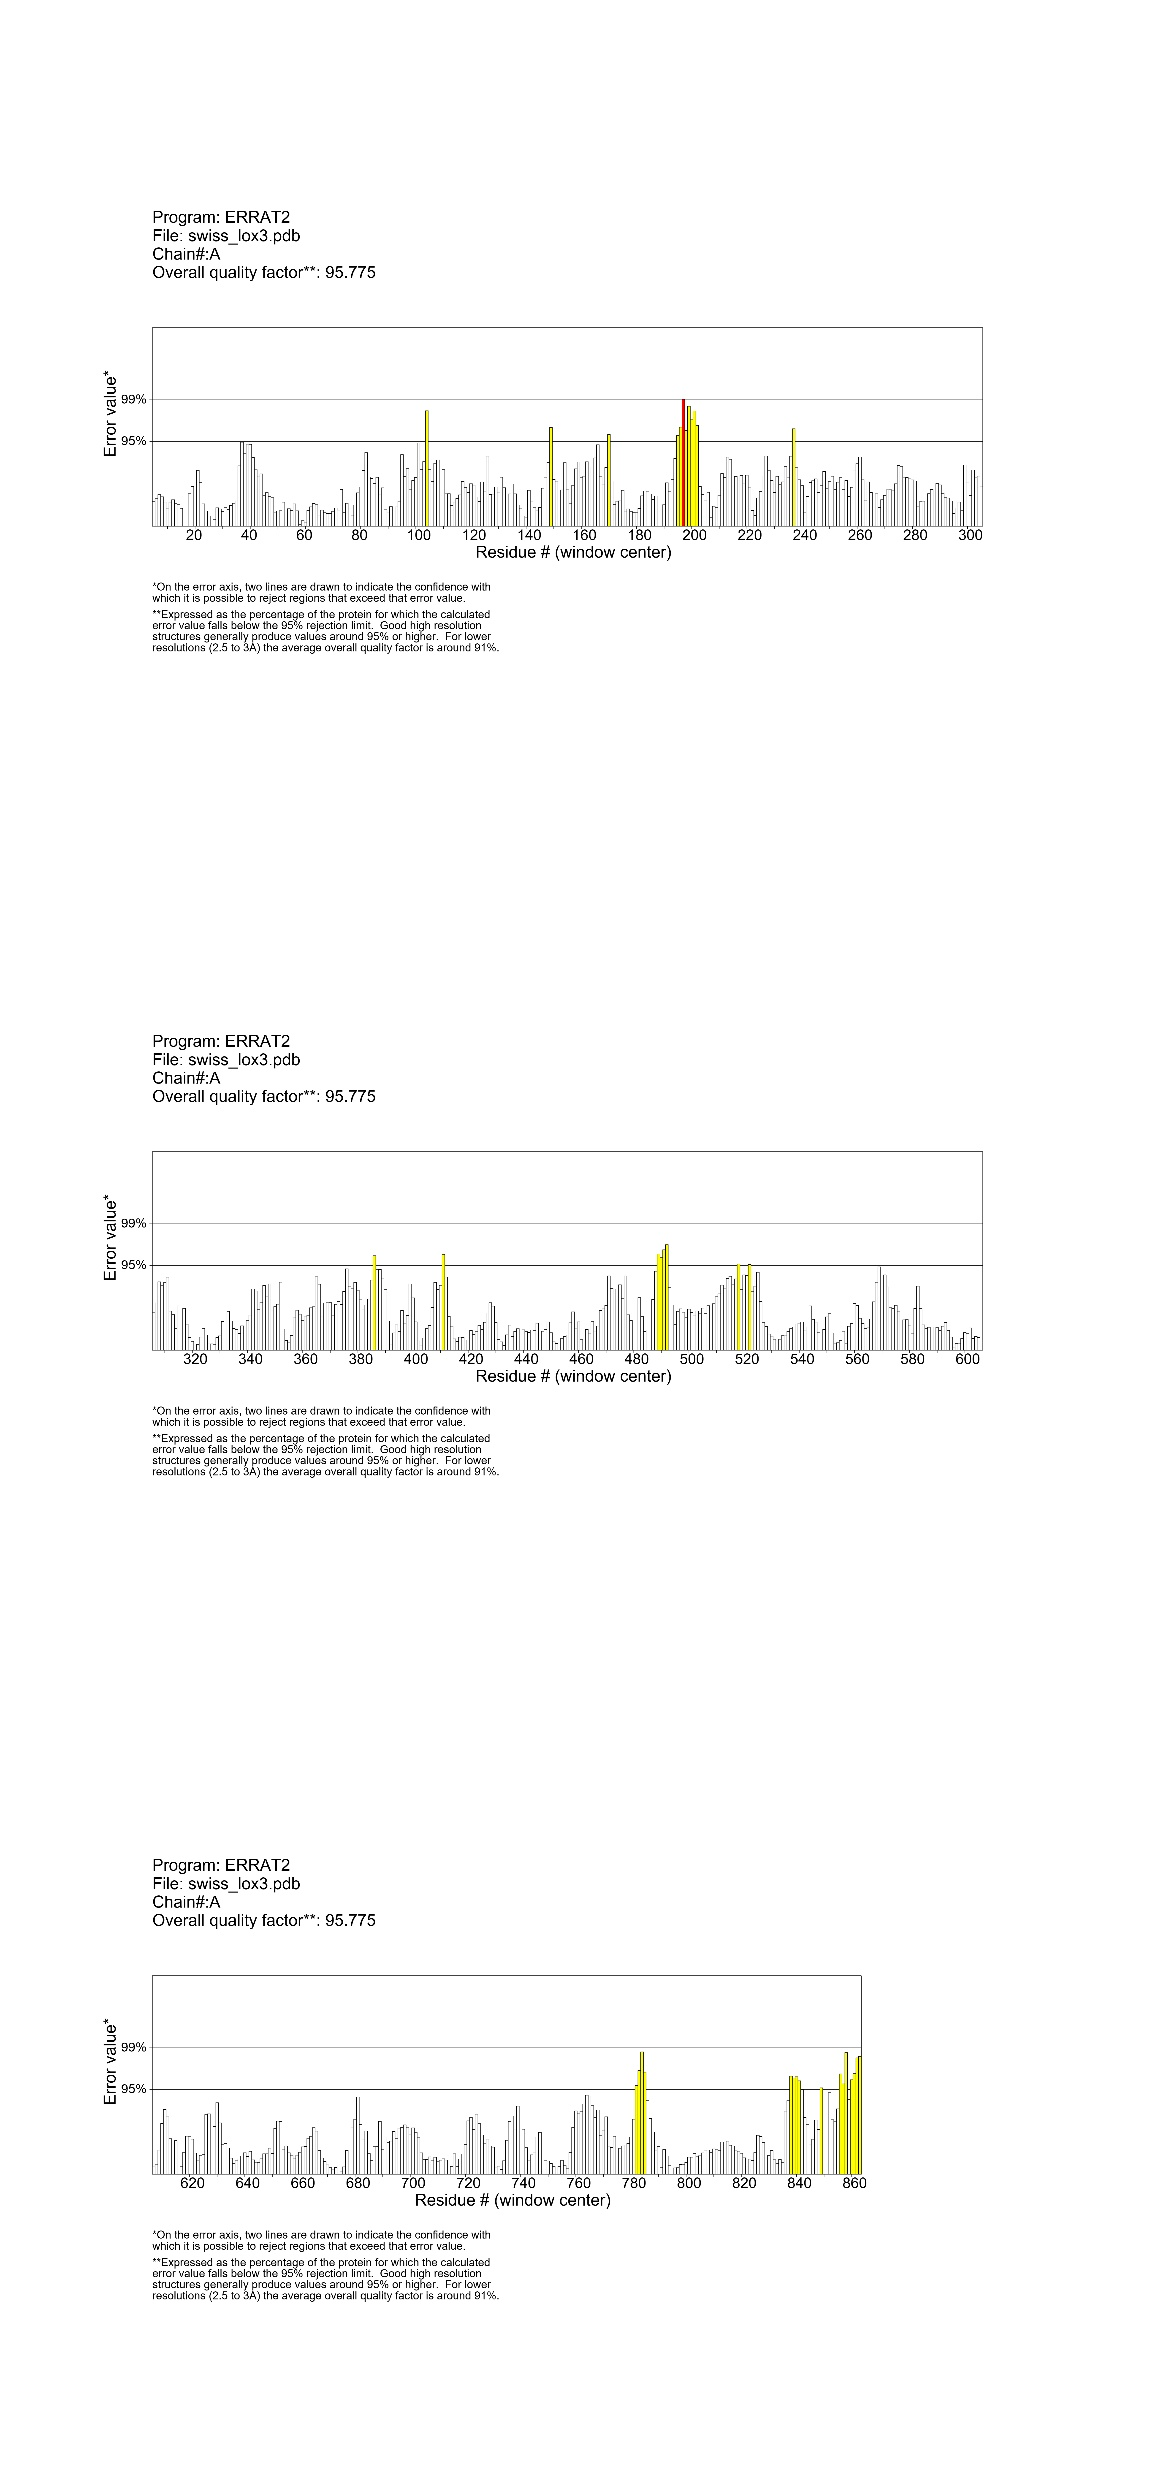 Program: ERRAT2
File: swiss_lox3.pdb
Chain#:A
Overall quality factor**: 95.775
Error value*
99%
95%
20 40 60 80 100 120 140 160 180 200 220 240 260 280 300
Residue # (window center)
*On the error axis, two lines are drawn to indicate the confidence with
which it is possible to reject regions that exceed that error value.
**Expressed as the percentage of the protein for which the calculated
error value falls below the 95% rejection limit. Good high resolution
structures generally produce values around 95% or higher. For lower
resolutions (2.5 to 3A) the average overall quality factor is around 91%.
Program: ERRAT2
File: swiss_lox3.pdb
Chain#:A
Overall quality factor**: 95.775
Error value*
99%
95%
320 340 360 380 400 420 440 460 480 500 520 540 560 580 600
Residue # (window center)
*On the error axis, two lines are drawn to indicate the confidence with
which it is possible to reject regions that exceed that error value.
**Expressed as the percentage of the protein for which the calculated
error value falls below the 95% rejection limit. Good high resolution
structures generally produce values around 95% or higher. For lower
resolutions (2.5 to 3A) the average overall quality factor is around 91%.
Program: ERRAT2
File: swiss_lox3.pdb
Chain#:A
Overall quality factor**: 95.775
Error value*
99%
95%
620 640 660 680 700 720 740 760 780 800 820 840 860
Residue # (window center)
*On the error axis, two lines are drawn to indicate the confidence with
which it is possible to reject regions that exceed that error value.
**Expressed as the percentage of the protein for which the calculated
error value falls below the 95% rejection limit. Good high resolution
structures generally produce values around 95% or higher. For lower
resolutions (2.5 to 3A) the average overall quality factor is around 91%.